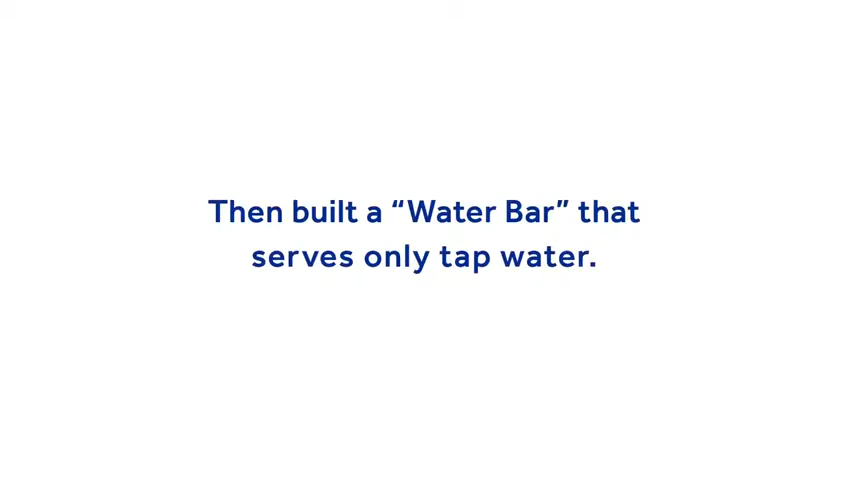 Then built a “Water Bar” that
serves only tap water.